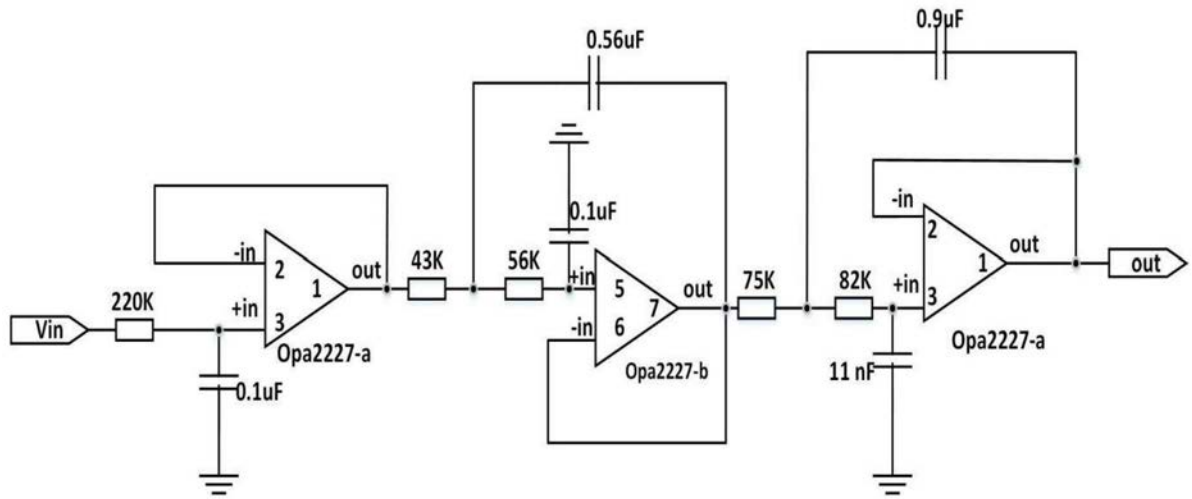 0.9uF
0.56uF
0.1uF
-in
2
1
out
+in
3
Opa2227-a
Vin
220K
0.1uF
43K
56K
+in
5
7
out
-in
6
Opa2227-b
75K
82K
-in
2
1
out
+in
3
Opa2227-a
11 nF
out